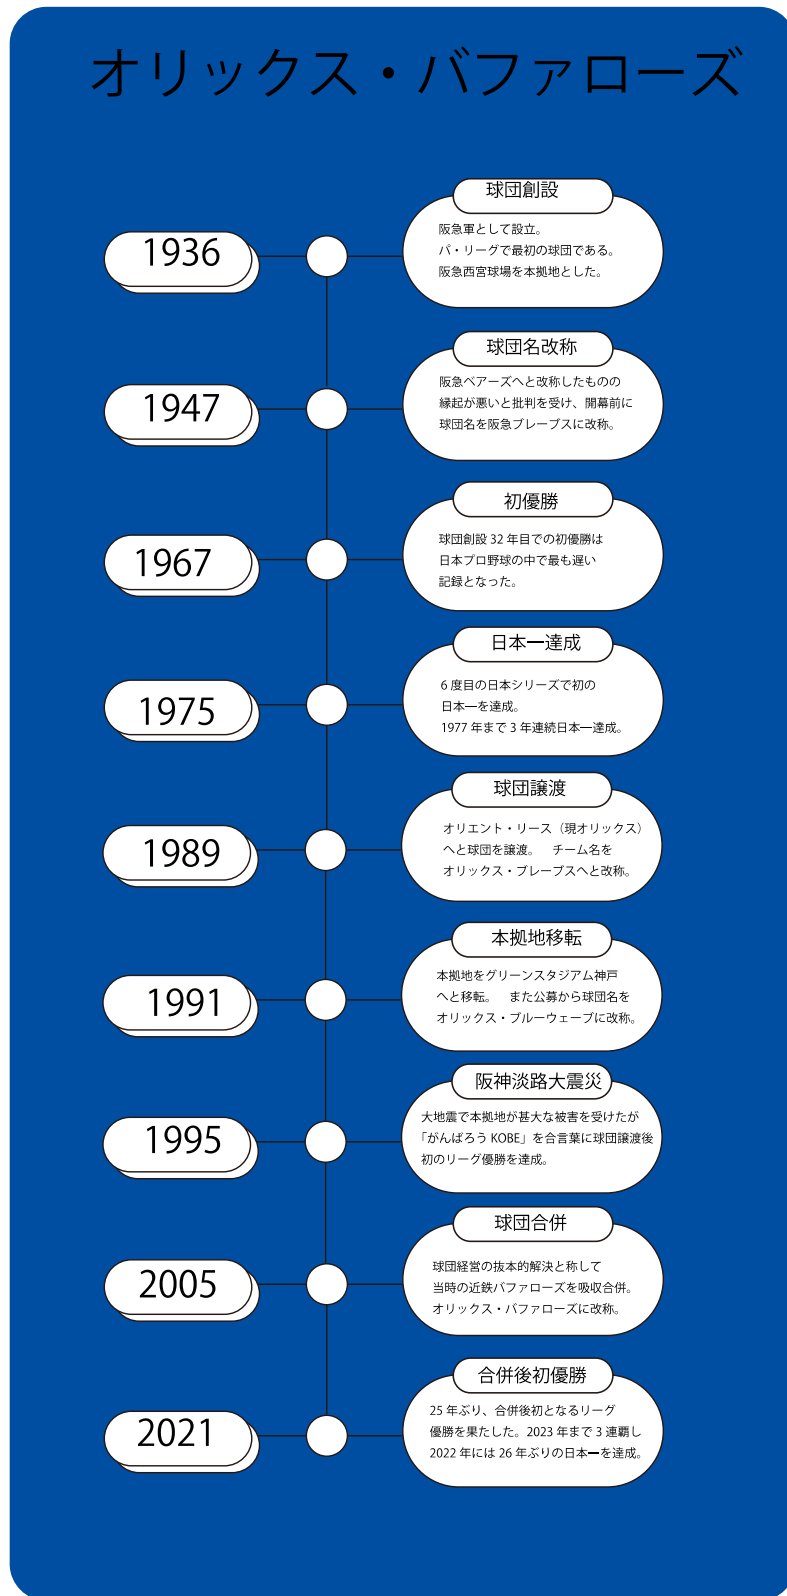 オリックス・バファローズ
1936
球団創設
阪急軍として設立。
パ・リーグで最初の球団である。
阪急西宮球場を本拠地とした。
1947
球団名改称
阪急ベアーズへと改称したものの
縁起が悪いと批判を受け、開幕前に
球団名を阪急ブレーブスに改称。
1967
初優勝
球団創設 32 年目での初優勝は
日本プロ野球の中で最も遅い
記録となった。
1975
日本一達成
6 度目の日本シリーズで初の
日本一を達成。
1977 年まで 3 年連続日本一達成。
1989
球団譲渡
オリエント・リース（現オリックス）
へと球団を譲渡。　チーム名を
オリックス・ブレーブスへと改称。
1991
本拠地移転
本拠地をグリーンスタジアム神戸
へと移転。　また公募から球団名を
オリックス・ブルーウェーブに改称。
1995
阪神淡路大震災
大地震で本拠地が甚大な被害を受けたが
「がんばろう KOBE」を合言葉に球団譲渡後
初のリーグ優勝を達成。
2005
球団合併
球団経営の抜本的解決と称して
当時の近鉄バファローズを吸収合併。
オリックス・バファローズに改称。
2021
合併後初優勝
25 年ぶり、合併後初となるリーグ
優勝を果たした。2023 年まで 3 連覇し
2022 年には 26 年ぶりの日本一を達成。